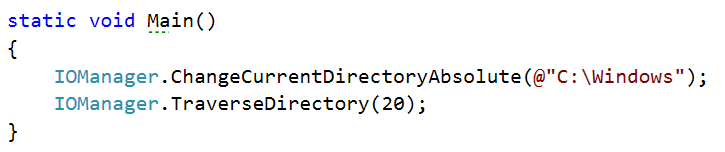 static void Main()
{
    IOManager.ChangeCurrentDirectoryAbsolute(@"C:\Windows");
    IOManager.TraverseDirectory(20);
}